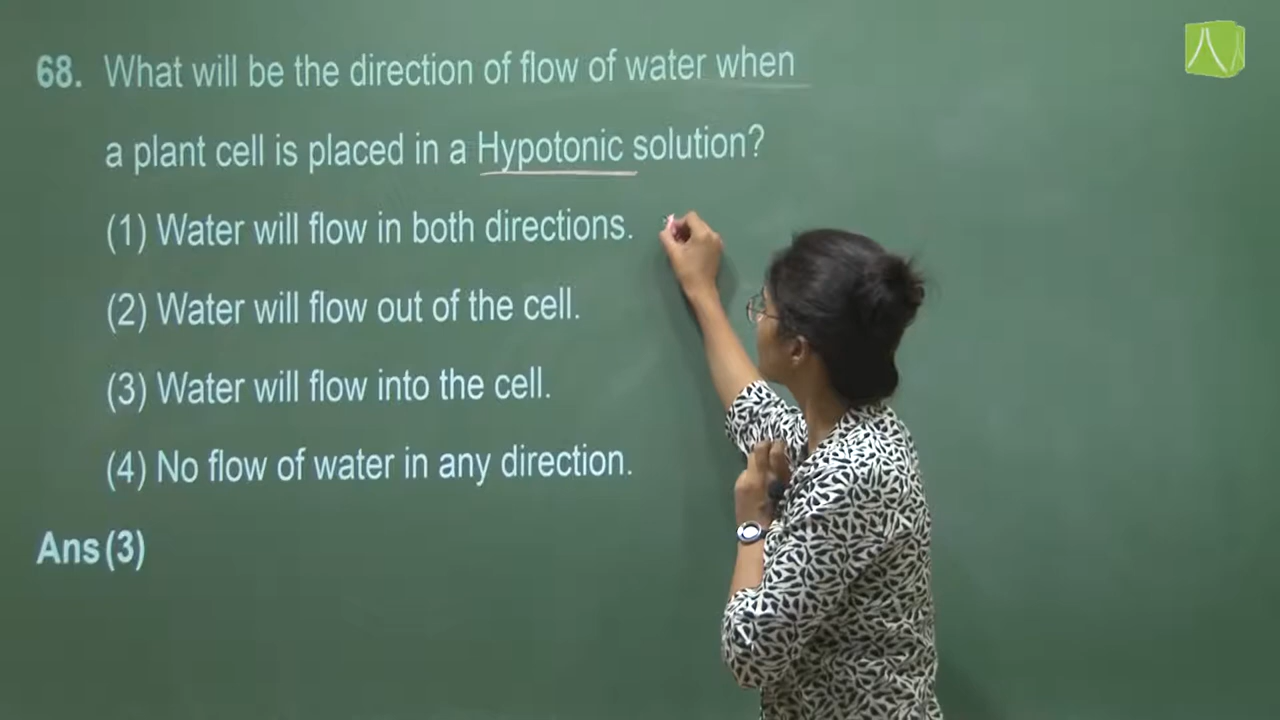 68. What will be the direction of flow of water when
a plant cell is placed in a Hypotonic solution?
(1) Water will flow in both directions.
(2) Water will flow out of the cell.
(3) Water will flow into the cell.
(4) No flow of water in any direction.
Ans (3)